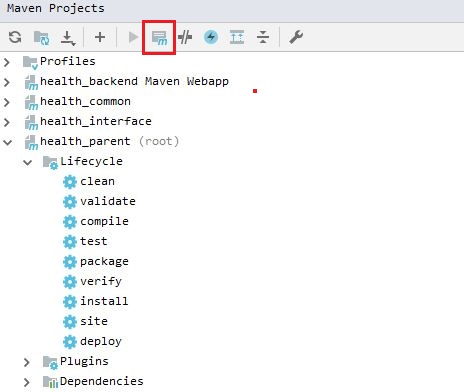 Maven Projects
Profiles
health_backend Maven Webapp
health_common
health_interface
health_parent (root)
Lifecycle
clean
validate
compile
test
package
verify
install
site
deploy
Plugins
Dependencies